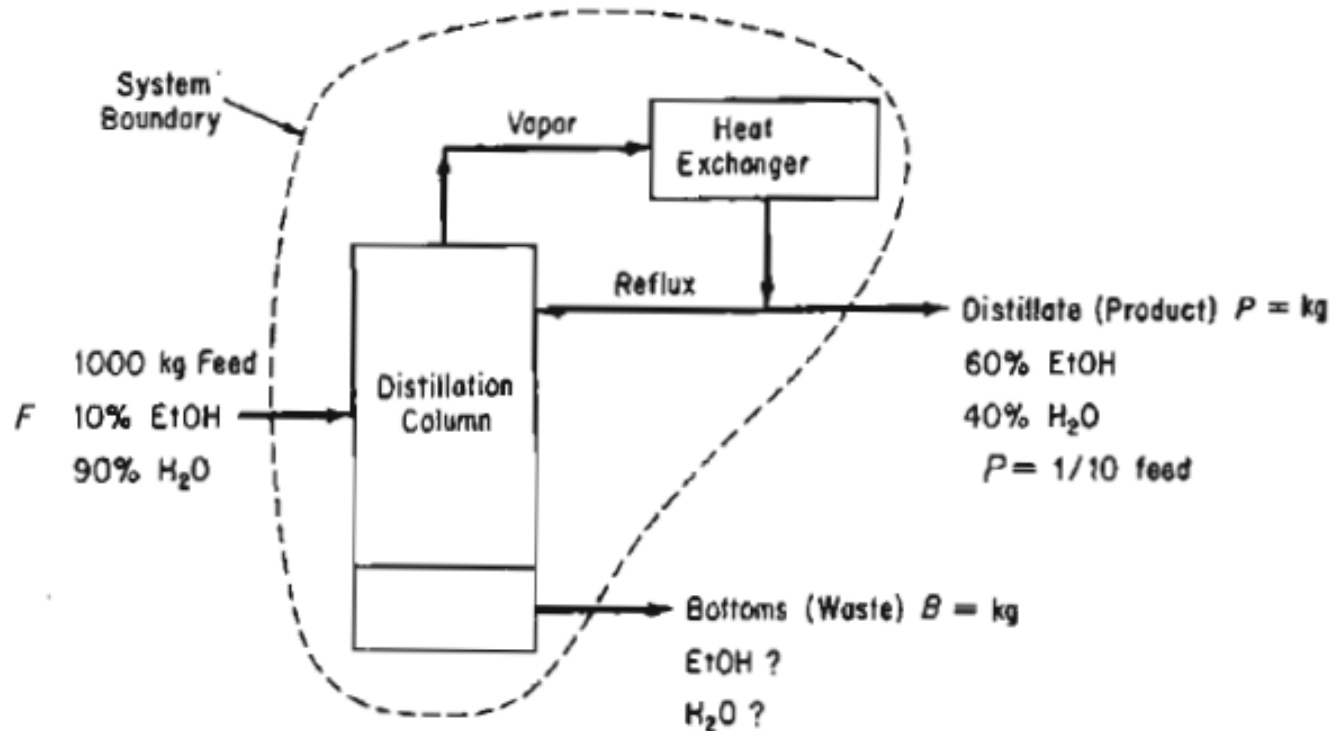 System
Boundary
Vapor
Heat
Exchanger
Reflux
Distillate (Product) P = kg
60% EtOH
40% H₂O
P = 1/10 feed
1000 kg Feed
F 10% EtOH
90% H₂O
Distillation
Column
Bottoms (Waste) B = kg
EtOH ?
H₂O ?